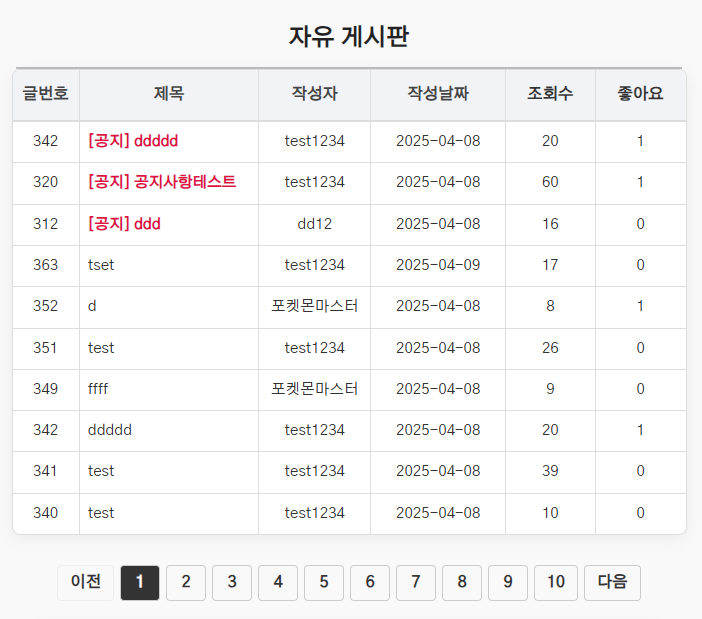 자유 게시판
글번호 제목 작성자 작성날짜 조회수 좋아요
342 [공지] ddddd test1234 2025-04-08 20 1
320 [공지] 공지사항테스트 test1234 2025-04-08 60 1
312 [공지] ddd dd12 2025-04-08 16 0
363 tset test1234 2025-04-09 17 0
352 d 포켓몬마스터 2025-04-08 8 1
351 test test1234 2025-04-08 26 0
349 ffff 포켓몬마스터 2025-04-08 9 0
342 ddddd test1234 2025-04-08 20 1
341 test test1234 2025-04-08 39 0
340 test test1234 2025-04-08 10 0
이전 1 2 3 4 5 6 7 8 9 10 다음